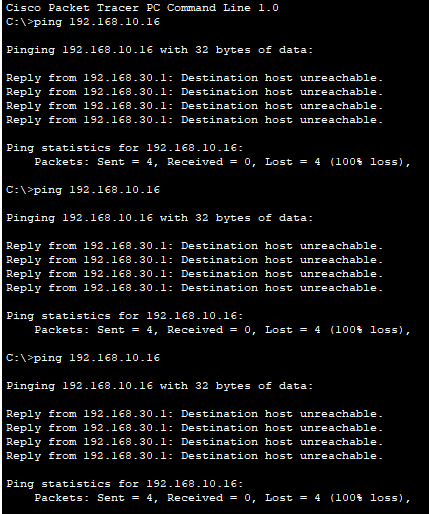 Cisco Packet Tracer PC Command Line 1.0
C:\>ping 192.168.10.16
Pinging 192.168.10.16 with 32 bytes of data:
Reply from 192.168.30.1: Destination host unreachable.
Reply from 192.168.30.1: Destination host unreachable.
Reply from 192.168.30.1: Destination host unreachable.
Reply from 192.168.30.1: Destination host unreachable.
Ping statistics for 192.168.10.16:
    Packets: Sent = 4, Received = 0, Lost = 4 (100% loss),
C:\>ping 192.168.10.16
Pinging 192.168.10.16 with 32 bytes of data:
Reply from 192.168.30.1: Destination host unreachable.
Reply from 192.168.30.1: Destination host unreachable.
Reply from 192.168.30.1: Destination host unreachable.
Reply from 192.168.30.1: Destination host unreachable.
Ping statistics for 192.168.10.16:
    Packets: Sent = 4, Received = 0, Lost = 4 (100% loss),
C:\>ping 192.168.10.16
Pinging 192.168.10.16 with 32 bytes of data:
Reply from 192.168.30.1: Destination host unreachable.
Reply from 192.168.30.1: Destination host unreachable.
Reply from 192.168.30.1: Destination host unreachable.
Reply from 192.168.30.1: Destination host unreachable.
Ping statistics for 192.168.10.16:
    Packets: Sent = 4, Received = 0, Lost = 4 (100% loss),